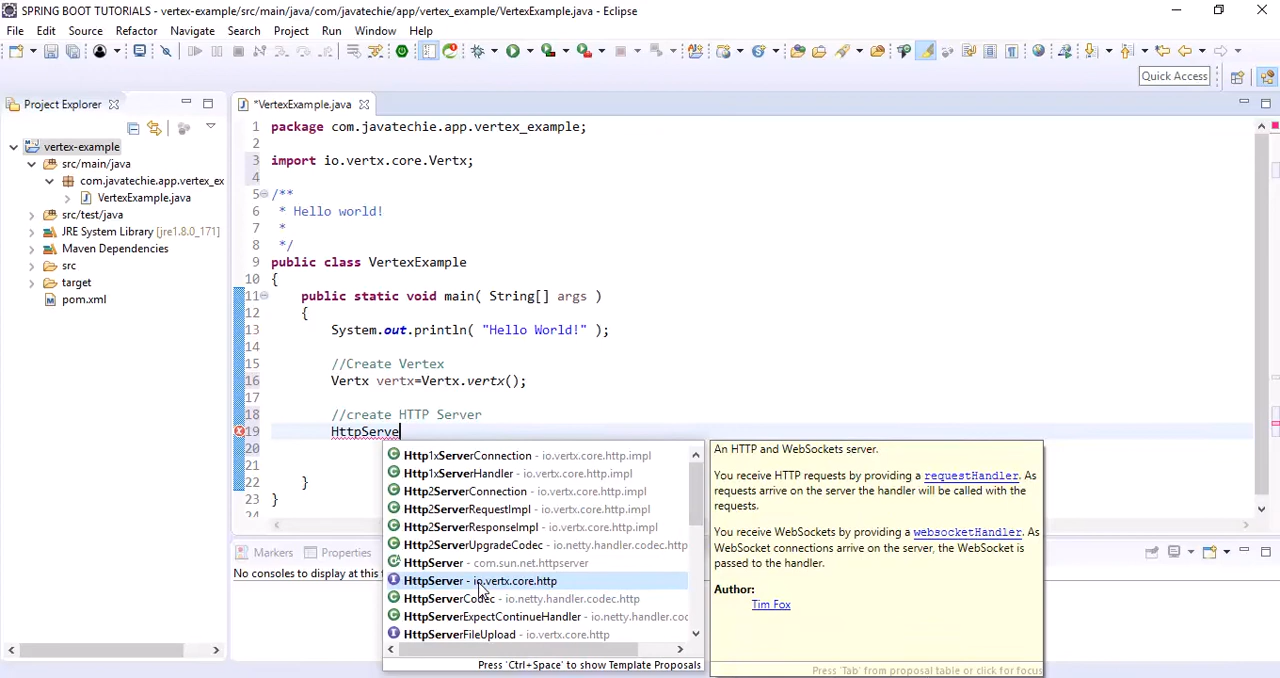 SPRING BOOT TUTORIALS - vertex-example/src/main/java/com/javatechie/app/vertex_example/VertexExample.java - Eclipse
File Edit Source Refactor Navigate Search Project Run Window Help
Quick Access
Project Explorer
*VertexExample.java
vertex-example
src/main/java
com.javatechie.app.vertex_ex
VertexExample.java
src/test/java
JRE System Library [jre1.8.0_171]
Maven Dependencies
src
target
pom.xml
1 package com.javatechie.app.vertex_example;
2
3 import io.vertx.core.Vertx;
4
5 /**
6 * Hello world!
7 *
8 */
9 public class VertexExample
10 {
11 public static void main( String[] args )
12 {
13 System.out.println( "Hello World!" );
14
15 //Create Vertex
16 Vertx vertx=Vertx.vertx();
17
18 //create HTTP Server
19 HttpServe
20
21
22 }
23 }
24
Http1xServerConnection - io.vertx.core.http.impl
Http1xServerHandler - io.vertx.core.http.impl
Http2ServerConnection - io.vertx.core.http.impl
Http2ServerRequestImpl - io.vertx.core.http.impl
Http2ServerResponseImpl - io.vertx.core.http.impl
Http2ServerUpgradeCodec - io.netty.handler.codec.http
HttpServer - com.sun.net.httpserver
HttpServer - io.vertx.core.http
HttpServerCodec - io.netty.handler.codec.http
HttpServerExpectContinueHandler - io.netty.handler.coc
HttpServerFileUpload - io.vertx.core.http
Press 'Ctrl+Space' to show Template Proposals
An HTTP and WebSockets server.
You receive HTTP requests by providing a requestHandler. As
requests arrive on the server the handler will be called with the
requests.
You receive WebSockets by providing a websocketHandler. As
WebSocket connections arrive on the server, the WebSocket is
passed to the handler.
Author:
Tim Fox
Press 'Tab' from proposal table or click for focus
Markers Properties
No consoles to display at this t